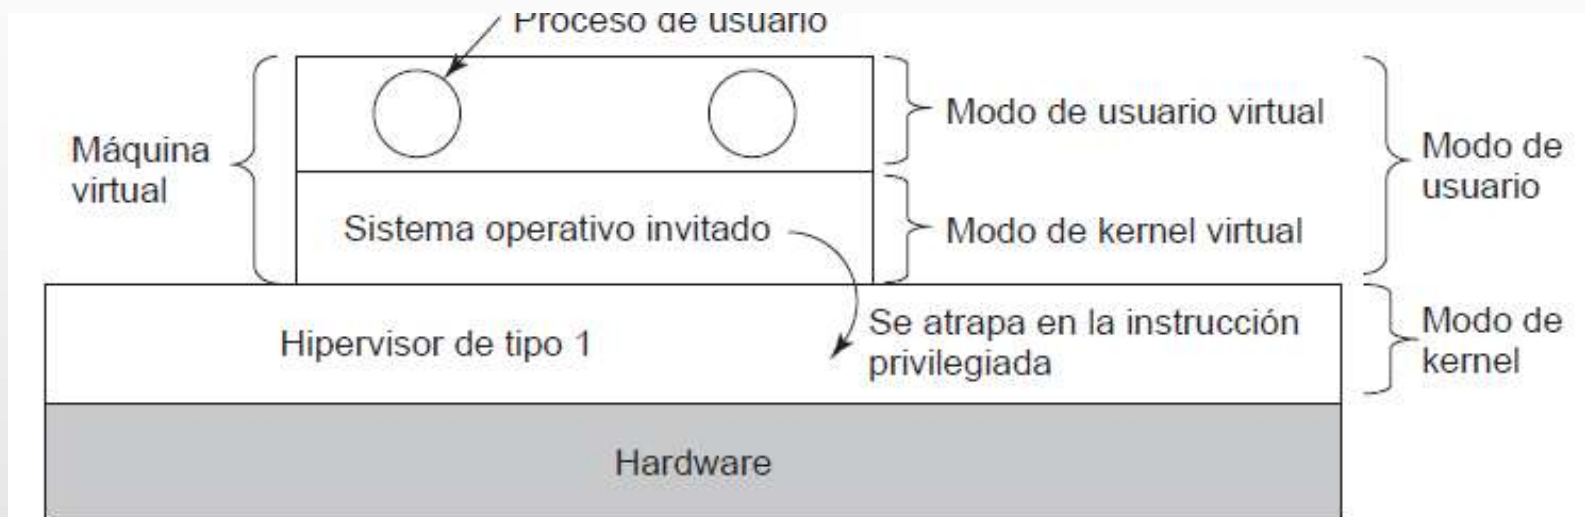 Proceso de usuario
Máquina
virtual
Modo de usuario virtual
Modo de
usuario
Sistema operativo invitado
Modo de kernel virtual
Hipervisor de tipo 1
Se atrapa en la instrucción
privilegiada
Modo de
kernel
Hardware